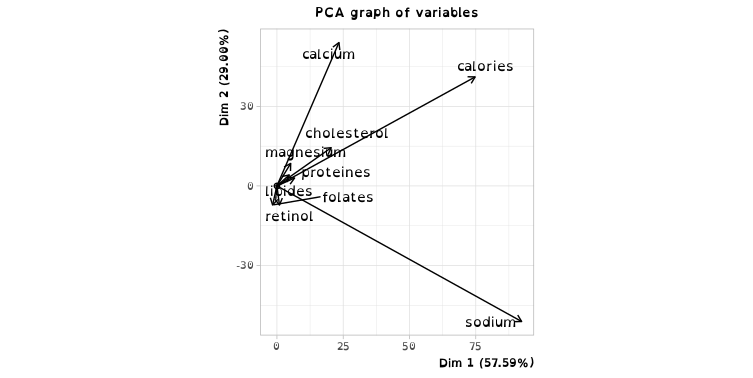 PCA graph of variables
Dim 2 (29.00%)
calcium
calories
30
cholesterol
magnesium
proteines
0
lipides
folates
retinol
-30
sodium
0 25 50 75
Dim 1 (57.59%)